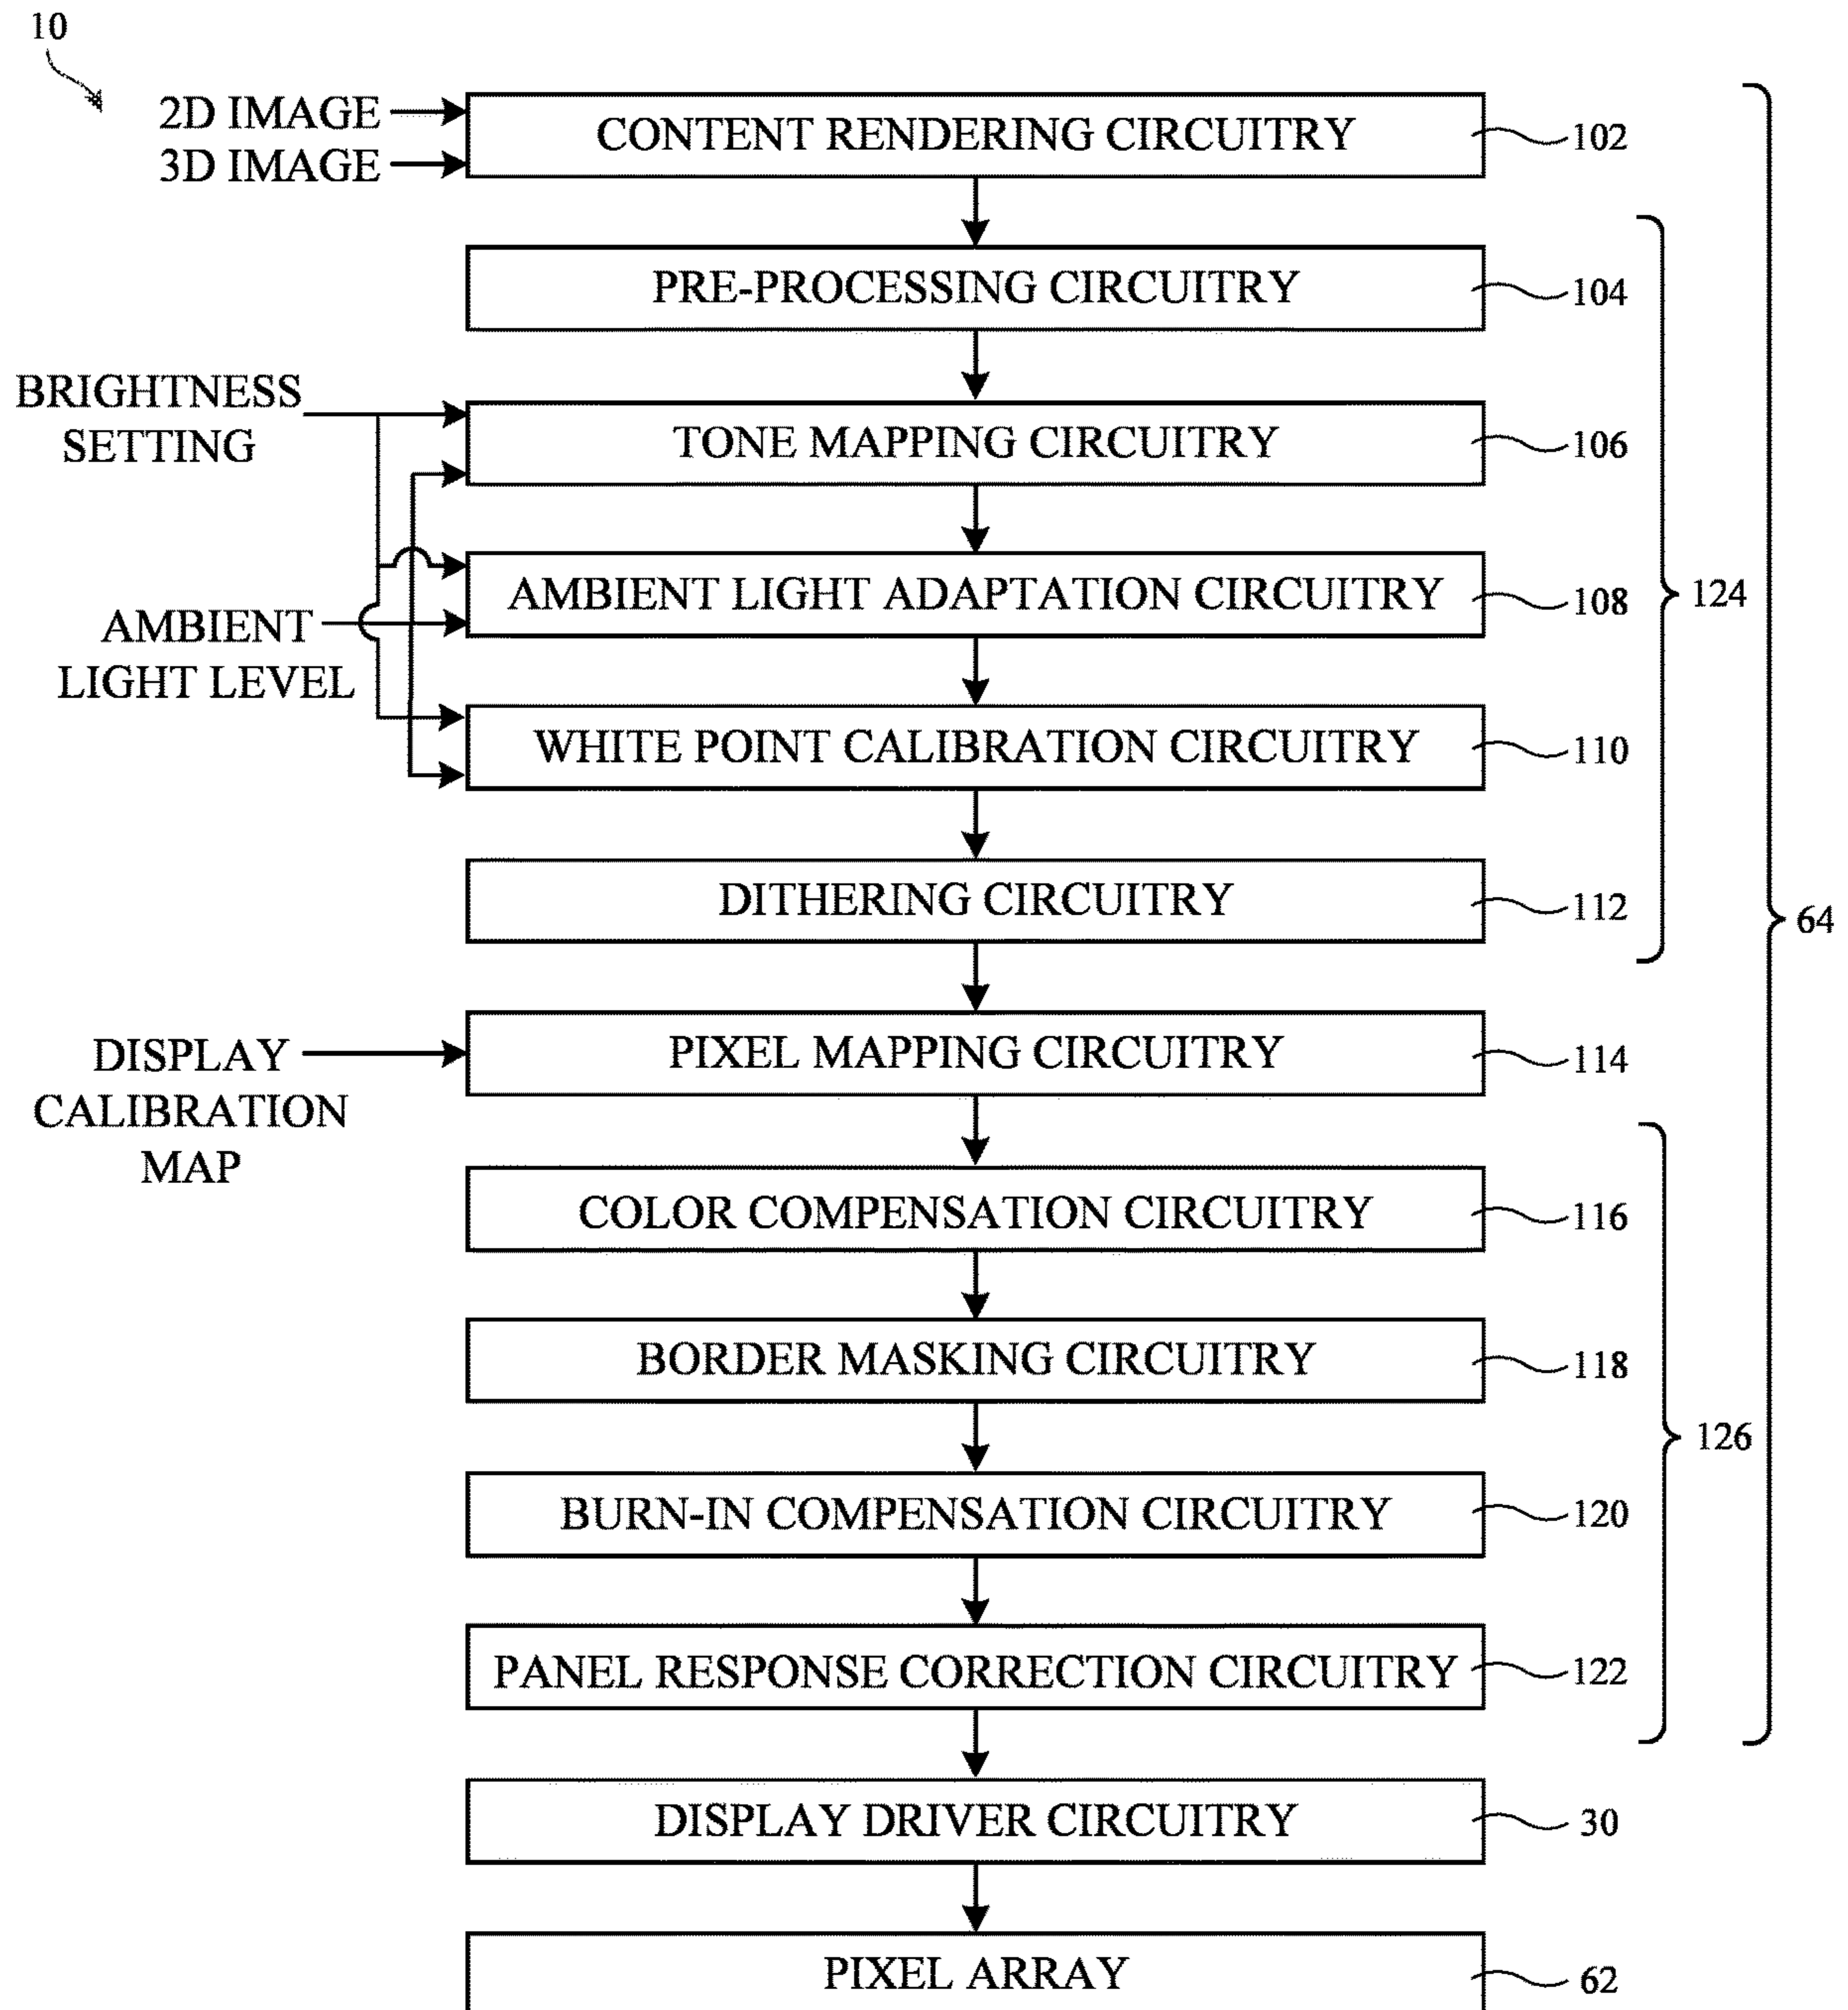 10
2D IMAGE
3D IMAGE
CONTENT RENDERING CIRCUITRY
102
PRE-PROCESSING CIRCUITRY
104
BRIGHTNESS
SETTING
TONE MAPPING CIRCUITRY
106
AMBIENT LIGHT ADAPTATION CIRCUITRY
108
124
AMBIENT
LIGHT LEVEL
WHITE POINT CALIBRATION CIRCUITRY
110
DITHERING CIRCUITRY
112
64
DISPLAY
CALIBRATION
MAP
PIXEL MAPPING CIRCUITRY
114
COLOR COMPENSATION CIRCUITRY
116
BORDER MASKING CIRCUITRY
118
126
BURN-IN COMPENSATION CIRCUITRY
120
PANEL RESPONSE CORRECTION CIRCUITRY
122
DISPLAY DRIVER CIRCUITRY
30
PIXEL ARRAY
62